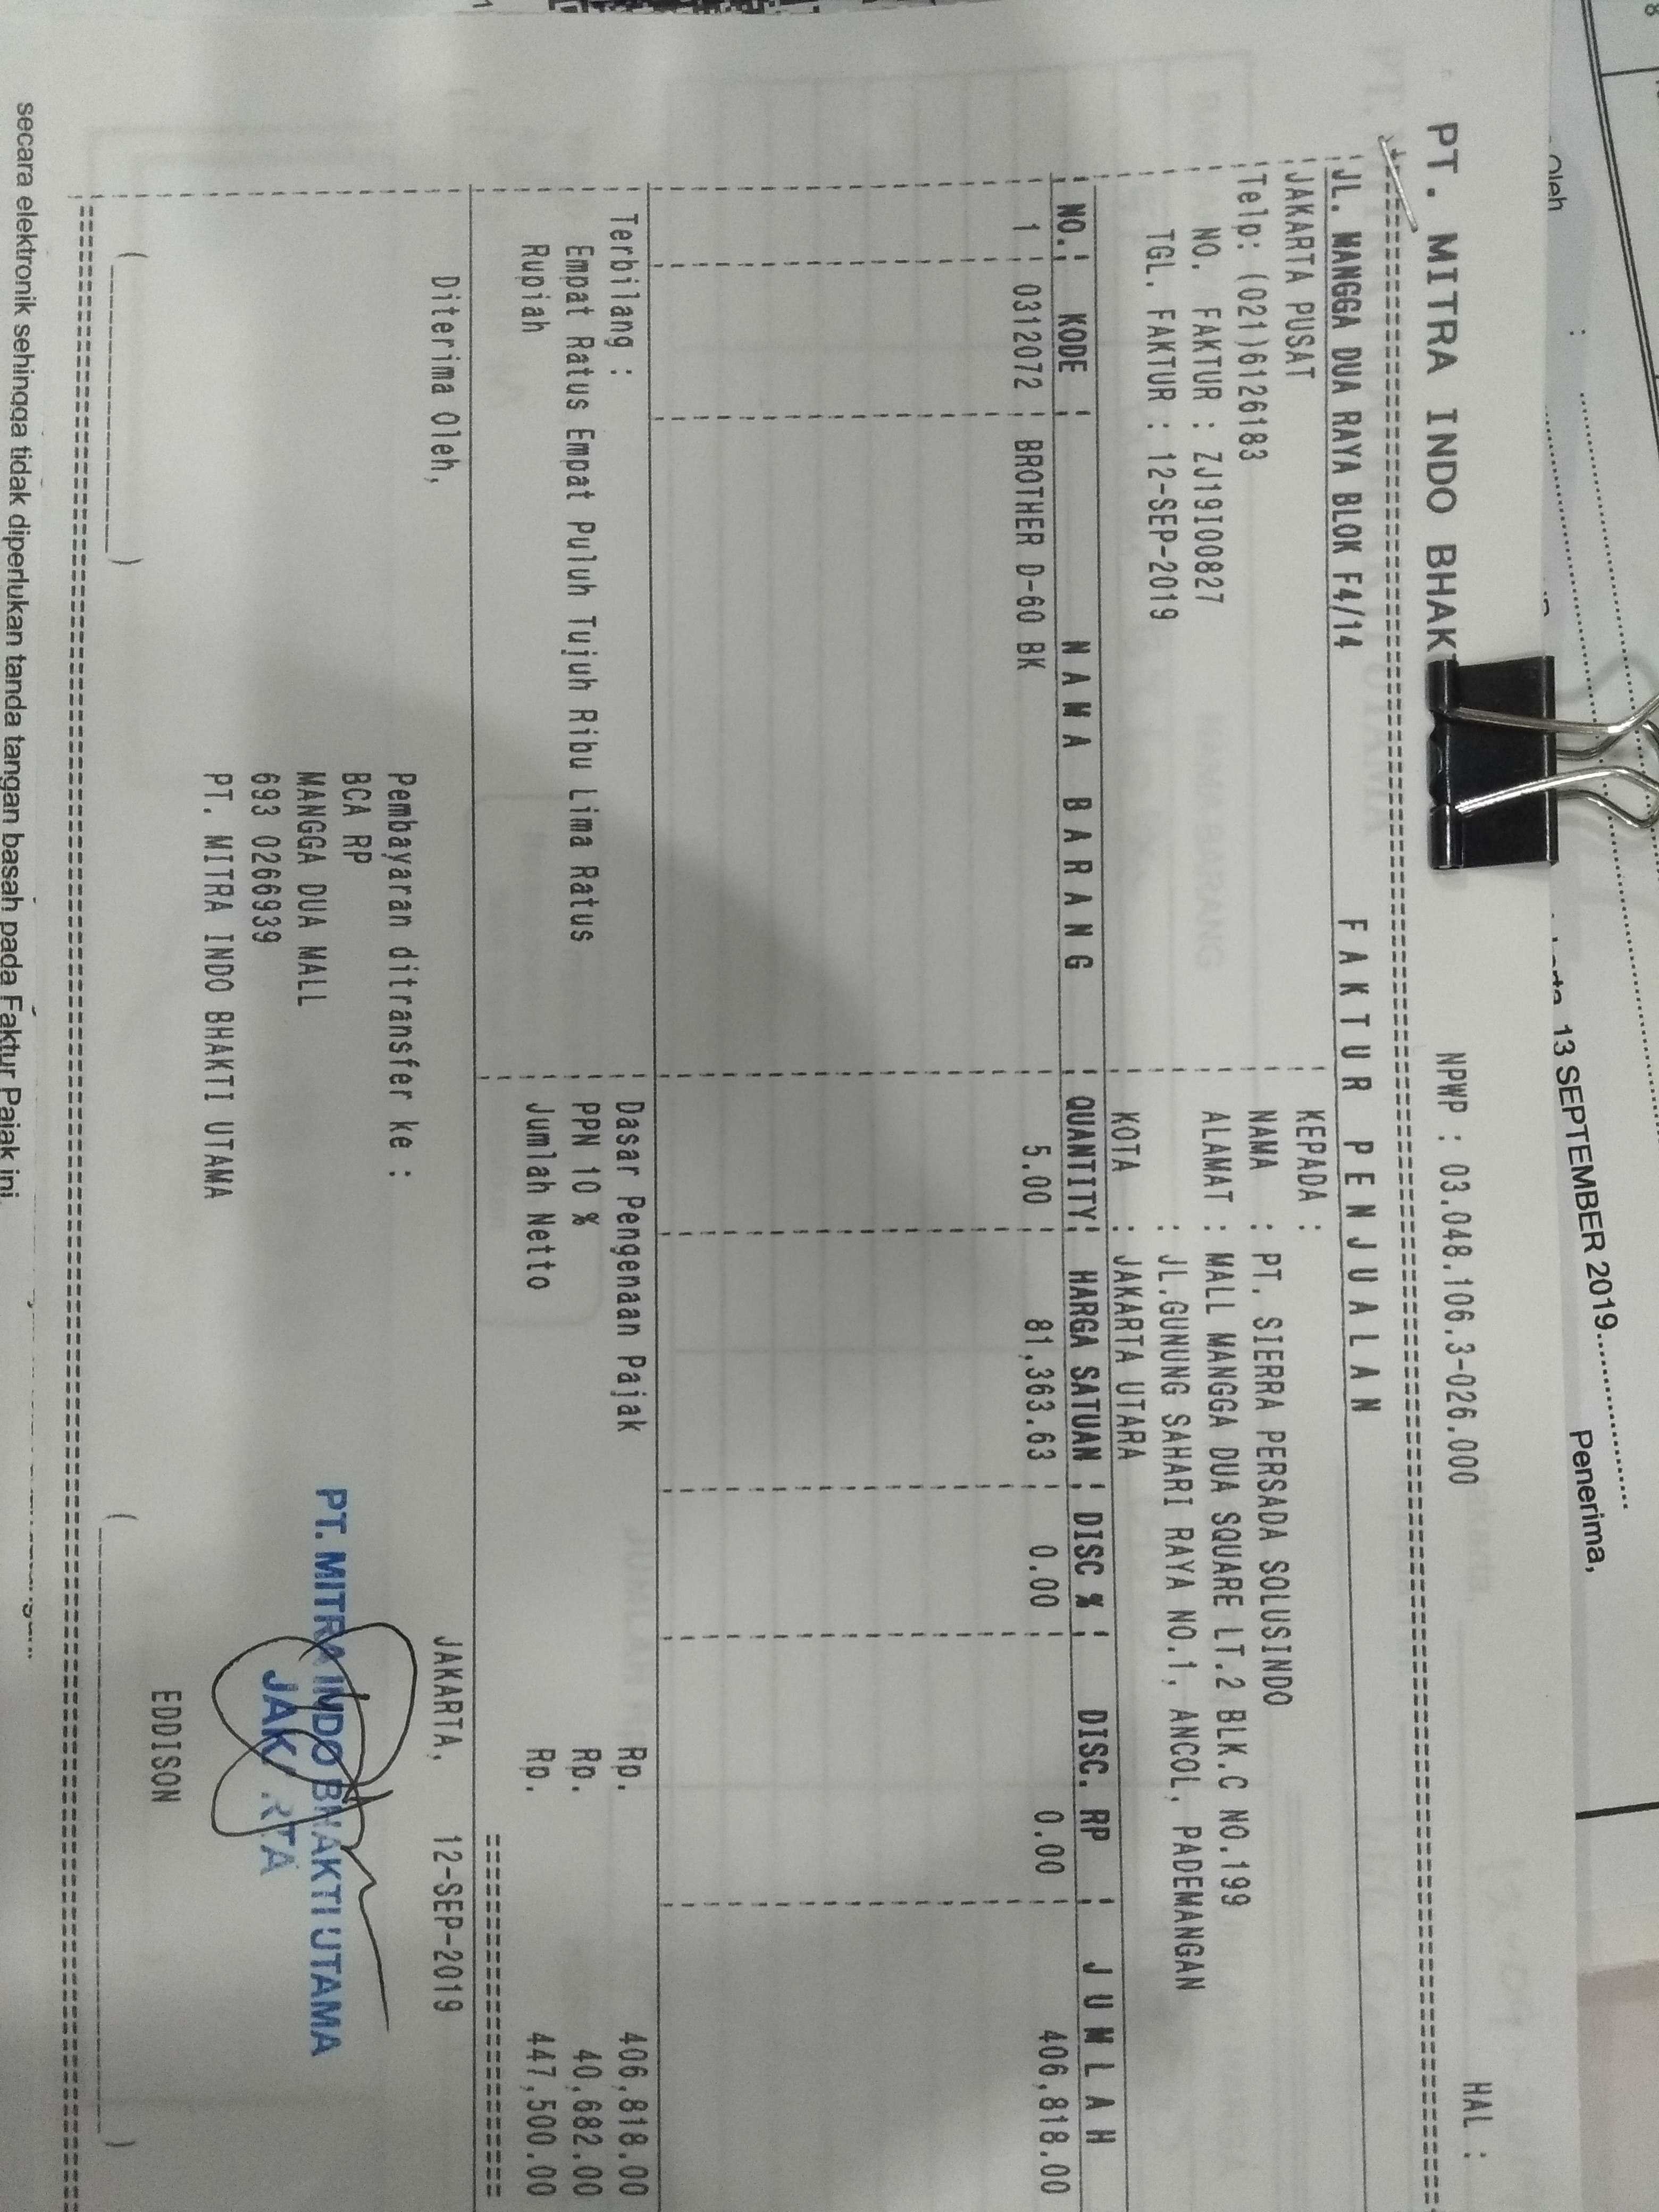 Oleh
13 SEPTEMBER 2019
Penerima,
HAL :
PT. MITRA INDO BHAK
NPWP : 03.048.106.3-026.000
JL. MANGGA DUA RAYA BLOK F4/14
FAKTUR PENJUALAN
JAKARTA PUSAT
KEPADA :
Telp: (021)6126183
NAMA : PT. SIERRA PERSADA SOLUSINDO
NO. FAKTUR : ZJ19I00827
ALAMAT : MALL MANGGA DUA SQUARE LT.2 BLK.C NO.199
TGL. FAKTUR : 12-SEP-2019
: JL.GUNUNG SAHARI RAYA NO.1, ANCOL, PADEMANGAN
KOTA : JAKARTA UTARA
NO. KODE NAMA BARANG QUANTITY HARGA SATUAN DISC % DISC. RP JUMLAH
1 0312072 BROTHER D-60 BK 5.00 81,363.63 0.00 0.00 406,818.00
Terbilang : Dasar Pengenaan Pajak Rp. 406,818.00
Empat Ratus Empat Puluh Tujuh Ribu Lima Ratus PPN 10 % Rp. 40,682.00
Rupiah Jumlah Netto Rp. 447,500.00
Diterima Oleh, JAKARTA, 12-SEP-2019
Pembayaran ditransfer ke :
BCA RP
MANGGA DUA MALL
693 0266939
PT. MITRA INDO BHAKTI UTAMA
PT. MITRA INDO BHAKTI UTAMA
JAKARTA
EDDISON
secara elektronik sehingga tidak diperlukan tanda tangan basah pada Faktur Pajak ini.